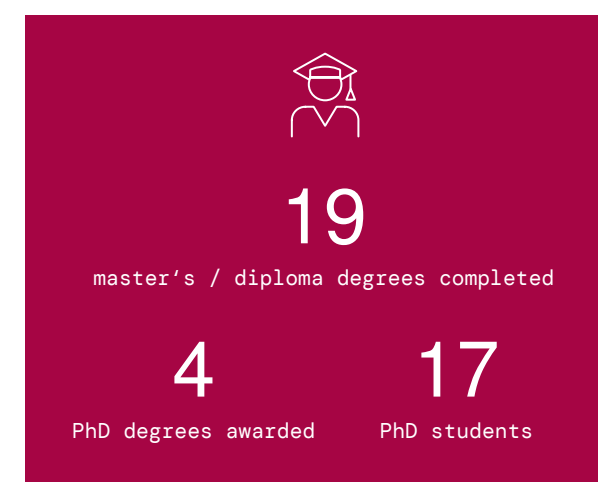 19
master‘s / diploma degrees completed
4 17
PhD degrees awarded PhD students